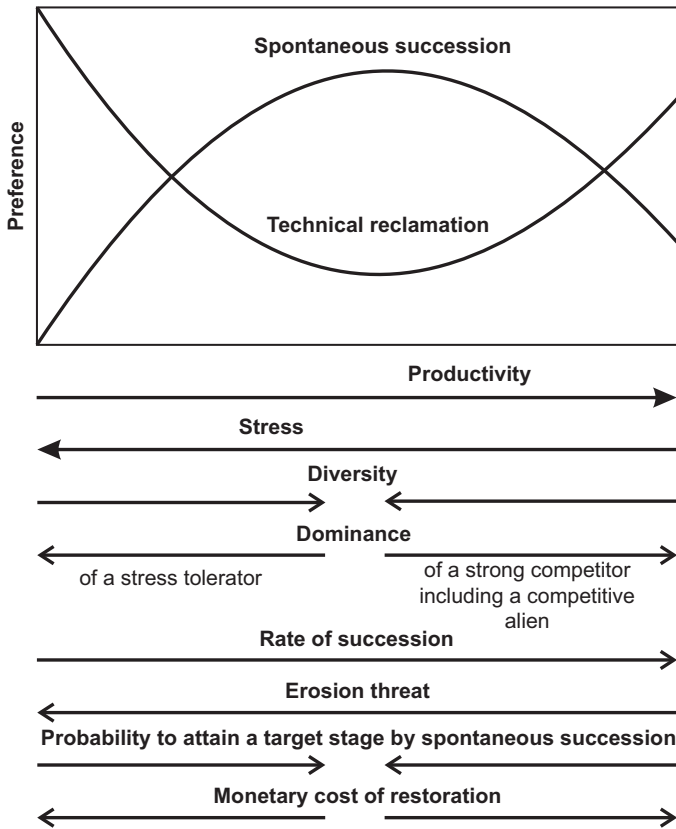 Spontaneous succession
Preference
Technical reclamation
Productivity
Stress
Diversity
Dominance
of a stress tolerator
of a strong competitor
including a competitive
alien
Rate of succession
Erosion threat
Probability to attain a target stage by spontaneous succession
Monetary cost of restoration